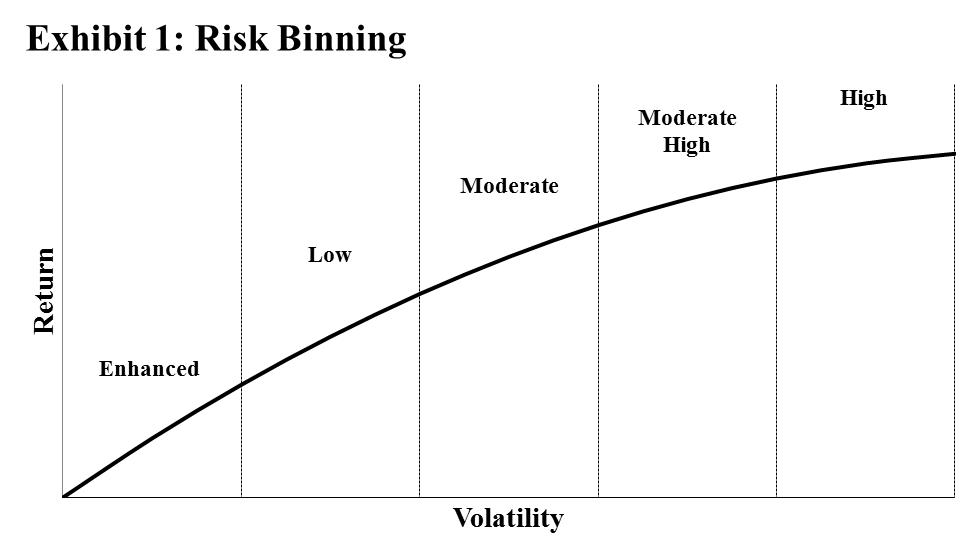 Exhibit 1: Risk Binning
High
Moderate
High
Moderate
Low
Enhanced
Return
Volatility